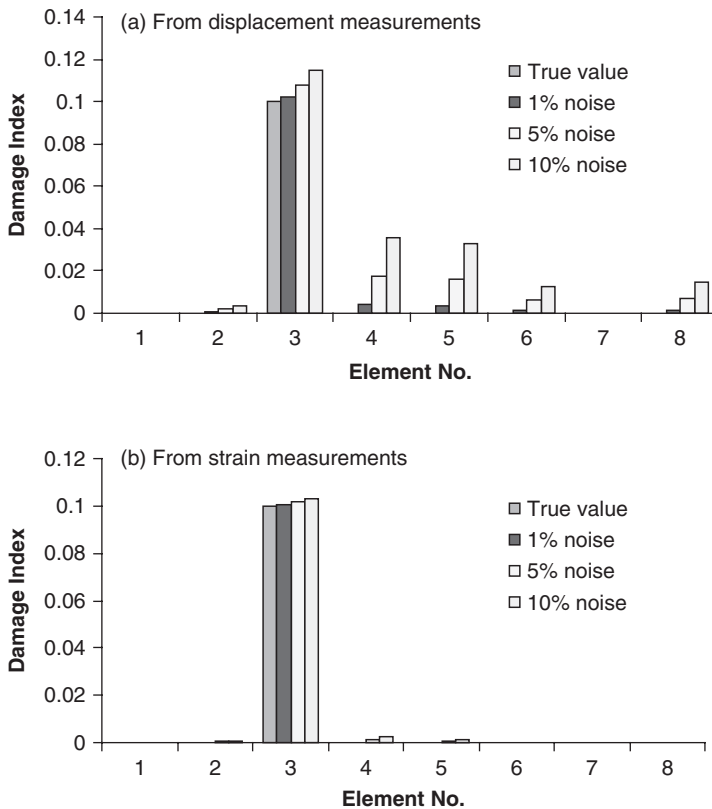 (a) From displacement measurements
0.14
0.12
0.1
0.08
0.06
0.04
0.02
0
Damage Index
True value
1% noise
5% noise
10% noise
1 2 3 4 5 6 7 8
Element No.
(b) From strain measurements
0.12
0.1
0.08
0.06
0.04
0.02
0
Damage Index
True value
1% noise
5% noise
10% noise
1 2 3 4 5 6 7 8
Element No.